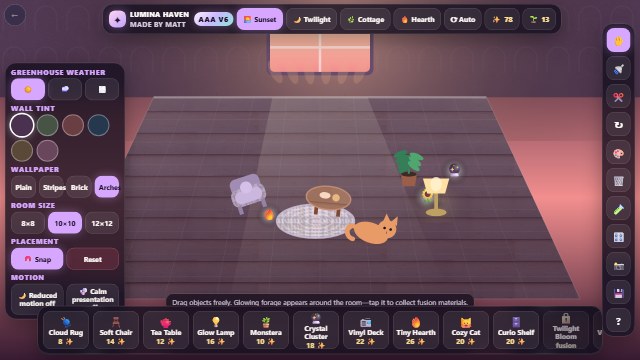 LUMINA HAVEN
MADE BY MATT
AAA V6
Sunset
Twilight
Cottage
Hearth
Auto
78
13
GREENHOUSE WEATHER
WALL TINT
WALLPAPER
Plain
Stripes
Brick
Arches
ROOM SIZE
8×8
10×10
12×12
PLACEMENT
Snap
Reset
MOTION
Reduced motion off
Calm presentation
Drag objects freely. Glowing forage appears around the room—tap it to collect fusion materials.
Cloud Rug
8
Soft Chair
14
Tea Table
12
Glow Lamp
16
Monstera
10
Crystal Cluster
18
Vinyl Deck
22
Tiny Hearth
26
Cozy Cat
20
Curio Shelf
20
Twilight Bloom
fusion
?